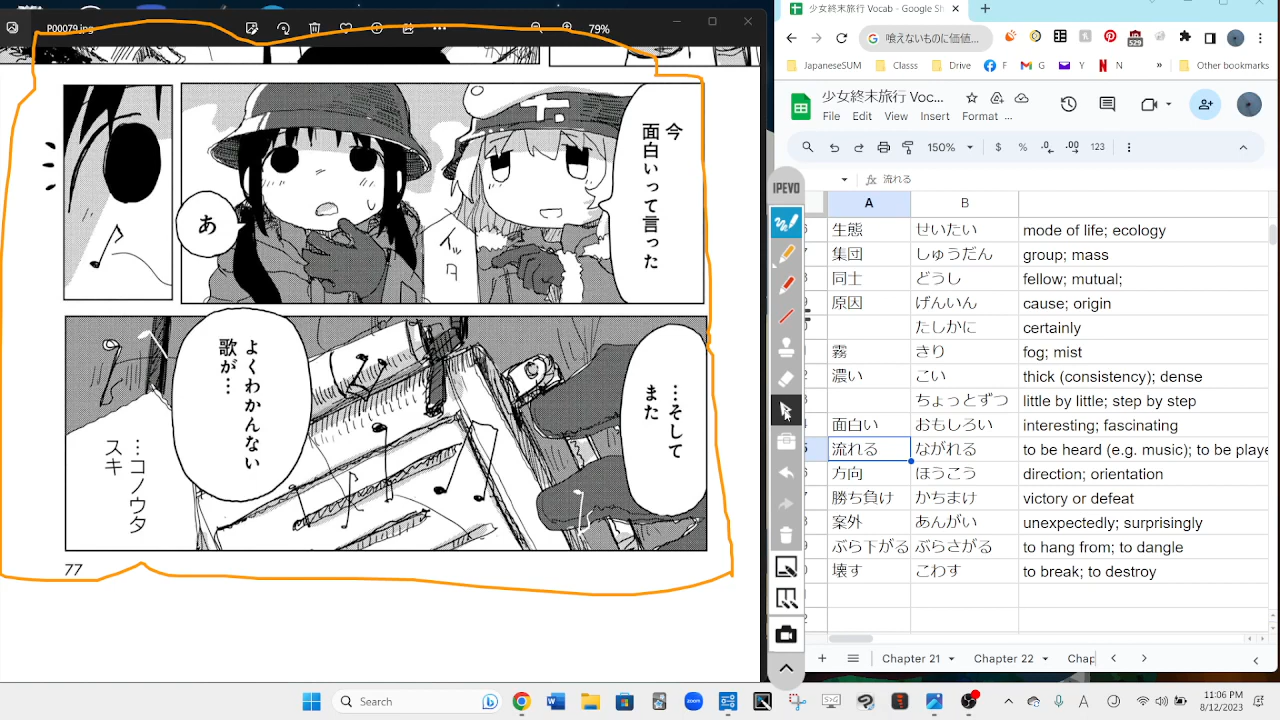 P00079.jpg
79%
今
面白いって言った
イッタ
あ
…そして
また
よくわかんない
歌が…
…コノウタ
スキ
77
少女終末旅行 Vocab - Google Sh
喰えないものだ
JapaneseSUM
Class
F
G
M
N
»
Other bookmarks
少女終末旅行 Voc...
File
Edit
View
Insert
Format
...
150%
$
%
.0
.00
123
流れる
IPEVO
A
B
生態 せいたい mode of life; ecology
集団 しゅうだん group; mass
同士 どうし fellow; mutual;
原因 げんいん cause; origin
たしかに certainly
霧 きり fog; mist
濃い こい thick (consistency); dense
ちょっとずつ little by little; step by step
面白い おもしろい interesting; fascinating
流れる ながれる to be heard (e.g. music); to be playe
方向 ほうこう direction; orientation
勝ち負け かちまけ victory or defeat
案外 あんがい unexpectedly; surprisingly
ぶら下がる ぶらさがる to hang from; to dangle
壊す こわす to break; to destroy
Chapter 21
Chapter 22
Chap
Search
zoom
11:06 PM
6/12/2023